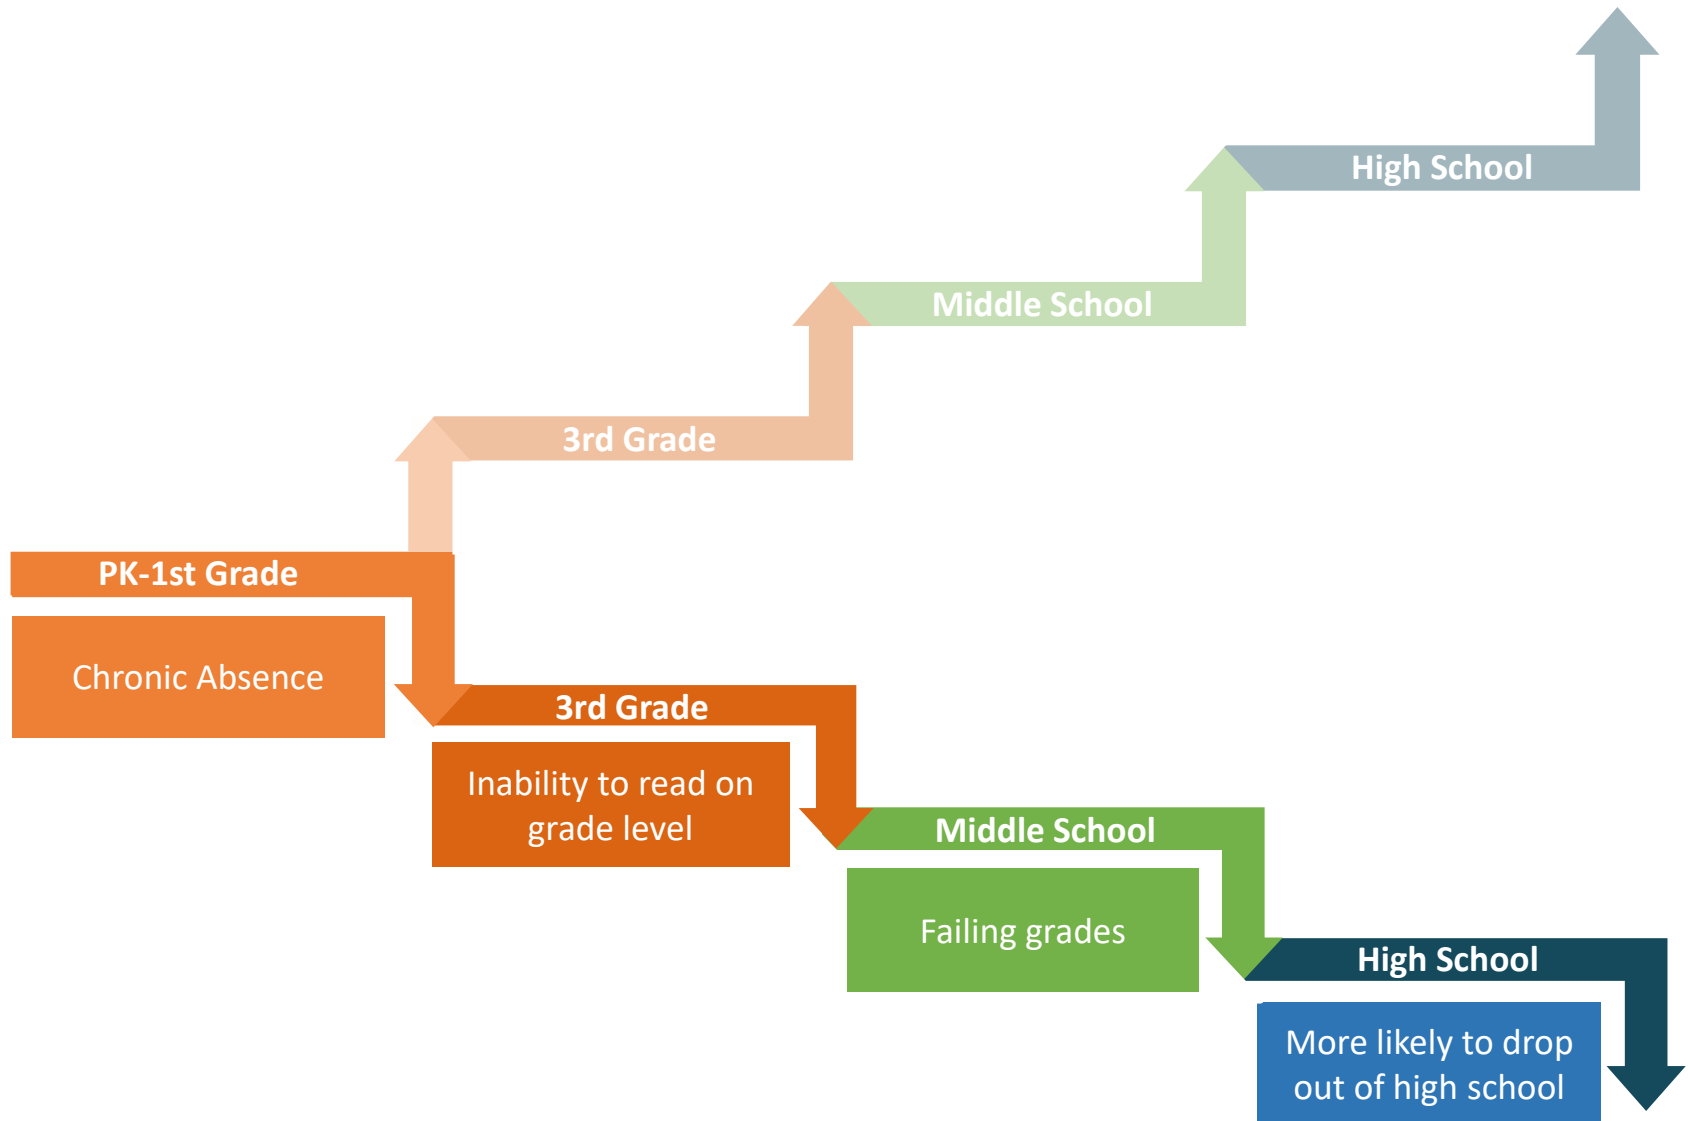 High School
Middle School
3rd Grade
PK-1st Grade
Chronic Absence
3rd Grade
Inability to read on
grade level
Middle School
Failing grades
High School
More likely to drop
out of high school